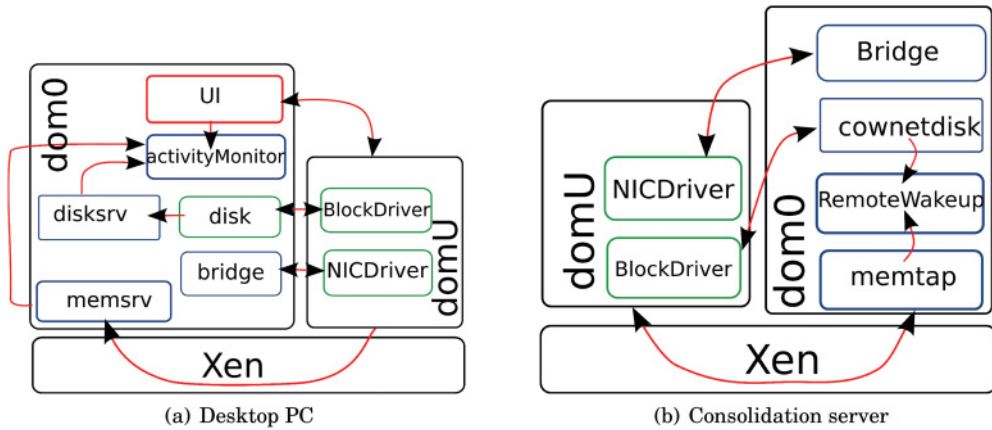 dom0
UI
activityMonitor
disksrv
disk
bridge
memsrv
BlockDriver
NICDriver
domU
Xen
(a) Desktop PC
domU
NICDriver
BlockDriver
dom0
Bridge
cownetdisk
RemoteWakeup
memtap
Xen
(b) Consolidation server